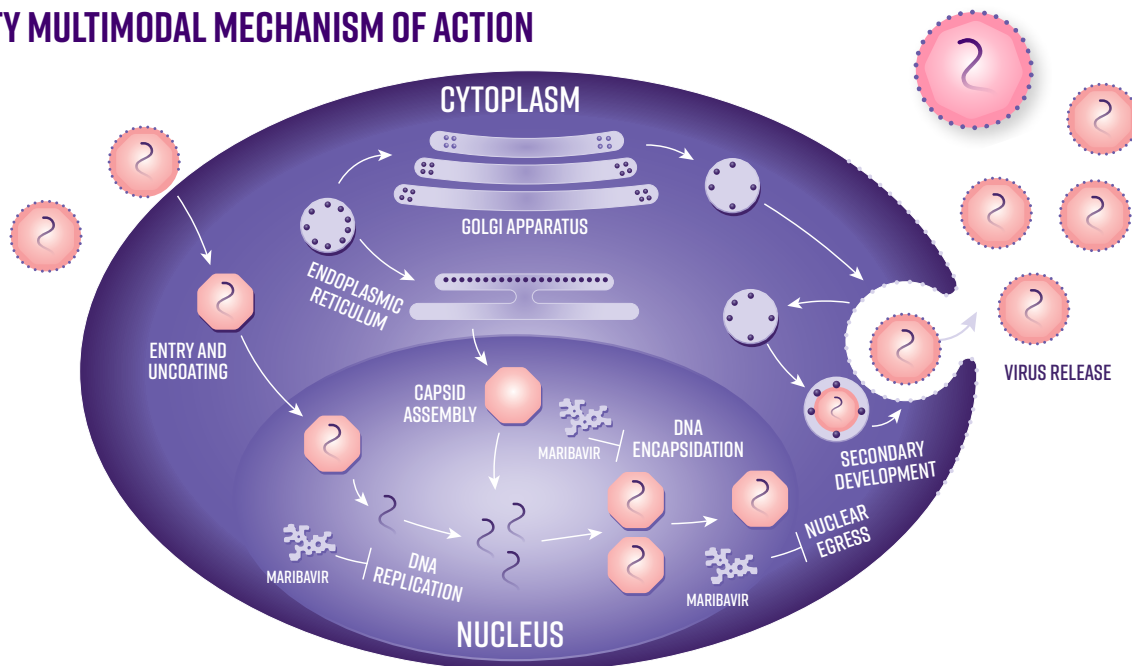 TY MULTIMODAL MECHANISM OF ACTION
CYTOPLASM
GOLGI APPARATUS
ENDOPLASMIC
RETICULUM
ENTRY AND
UNCOATING
VIRUS RELEASE
CAPSID
ASSEMBLY
MARIBAVIR
DNA
ENCAPSIDATION
SECONDARY
DEVELOPMENT
NUCLEAR
EGRESS
MARIBAVIR
DNA
REPLICATION
MARIBAVIR
NUCLEUS